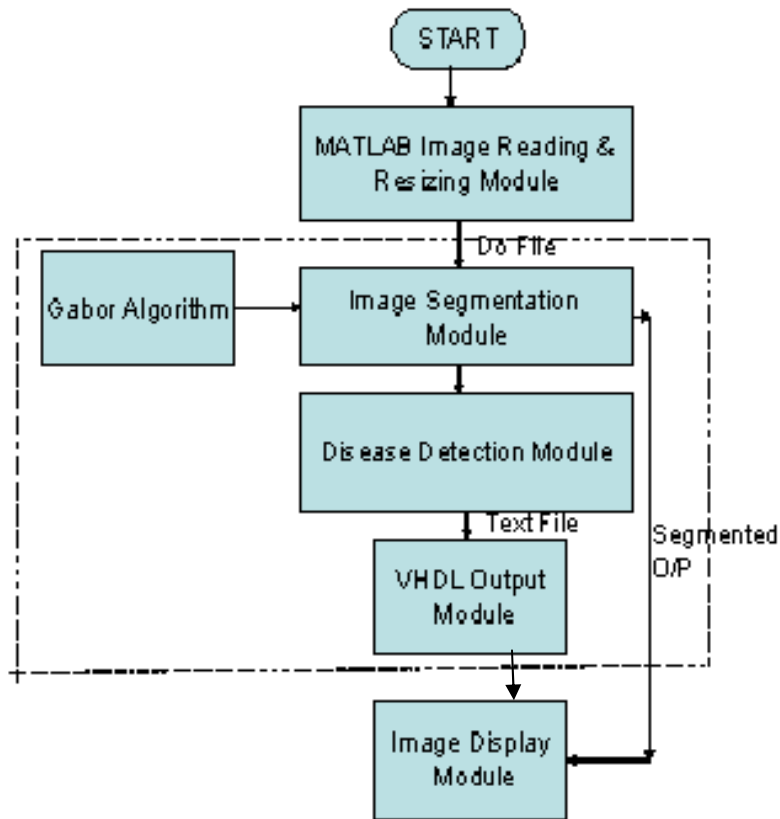 START
MATLAB Image Reading &
Resizing Module
Do File
Gabor Algorithm
Image Segmentation
Module
Disease Detection Module
Text File
Segmented
O/P
VHDL Output
Module
Image Display
Module